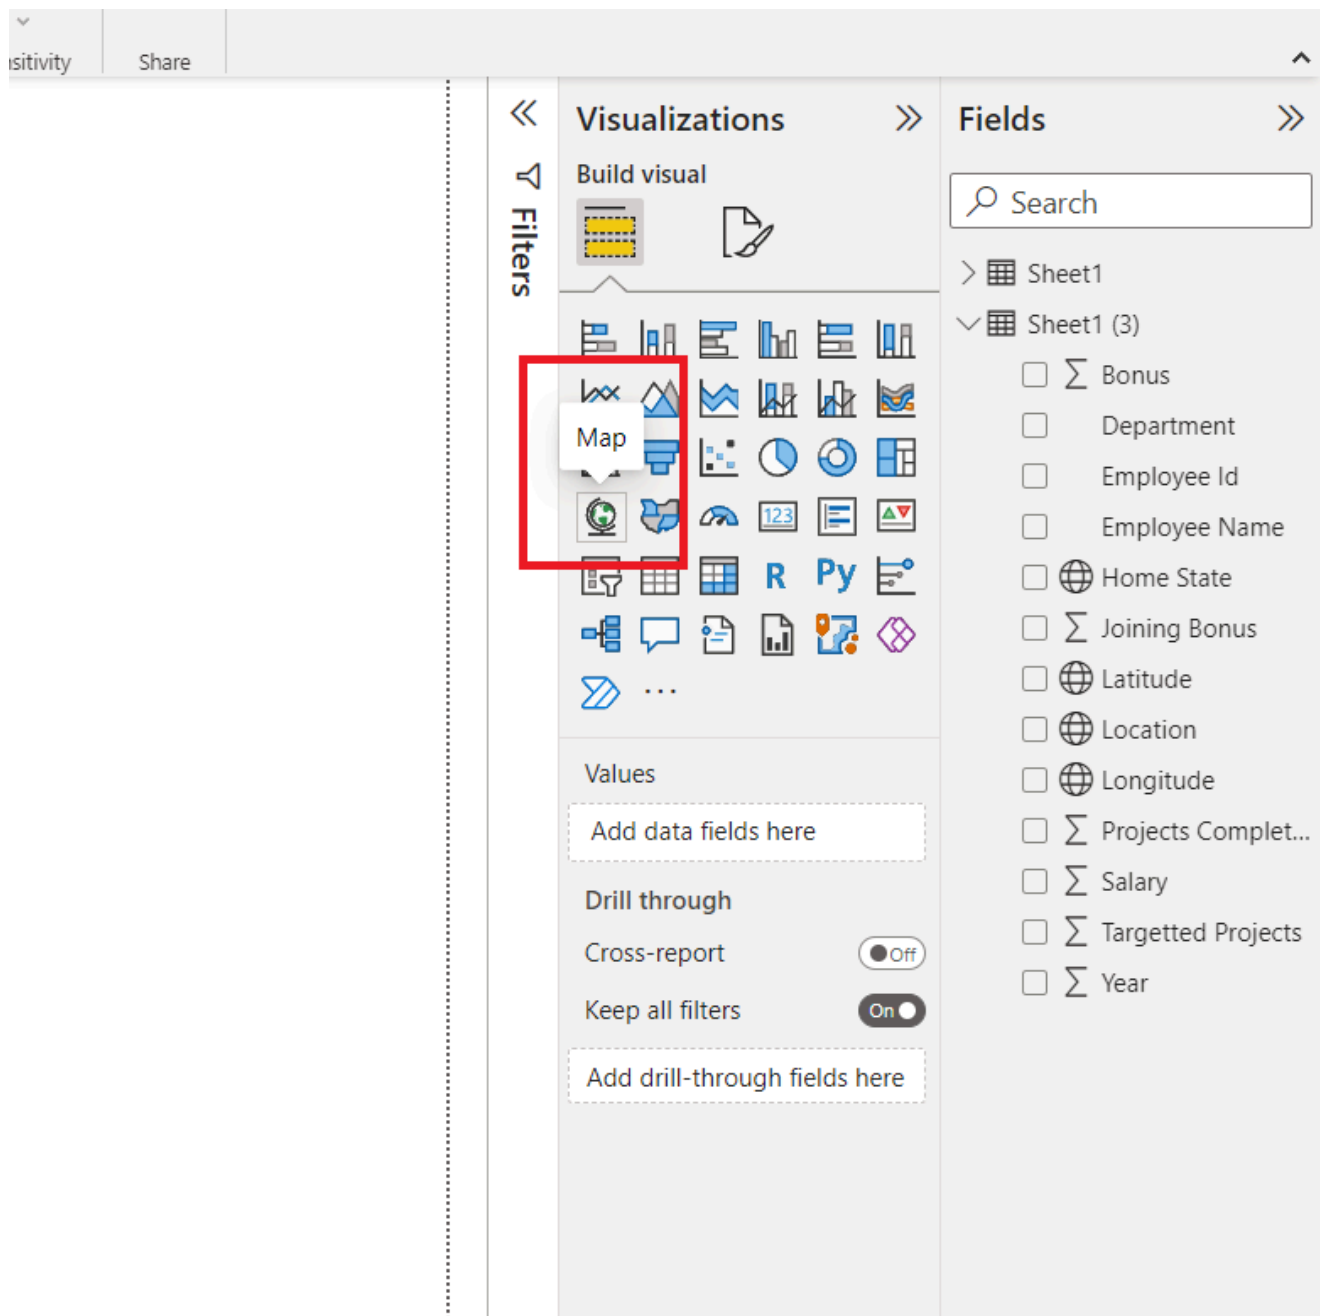 Share
Visualizations
Fields
Build visual
Search
Filters
Sheet1
Sheet1 (3)
Bonus
Department
Map
Employee Id
123
Employee Name
R
Py
Home State
Joining Bonus
Latitude
...
Location
Values
Longitude
Add data fields here
Projects Complet...
Drill through
Salary
Cross-report
Off
Targetted Projects
Keep all filters
On
Year
Add drill-through fields here